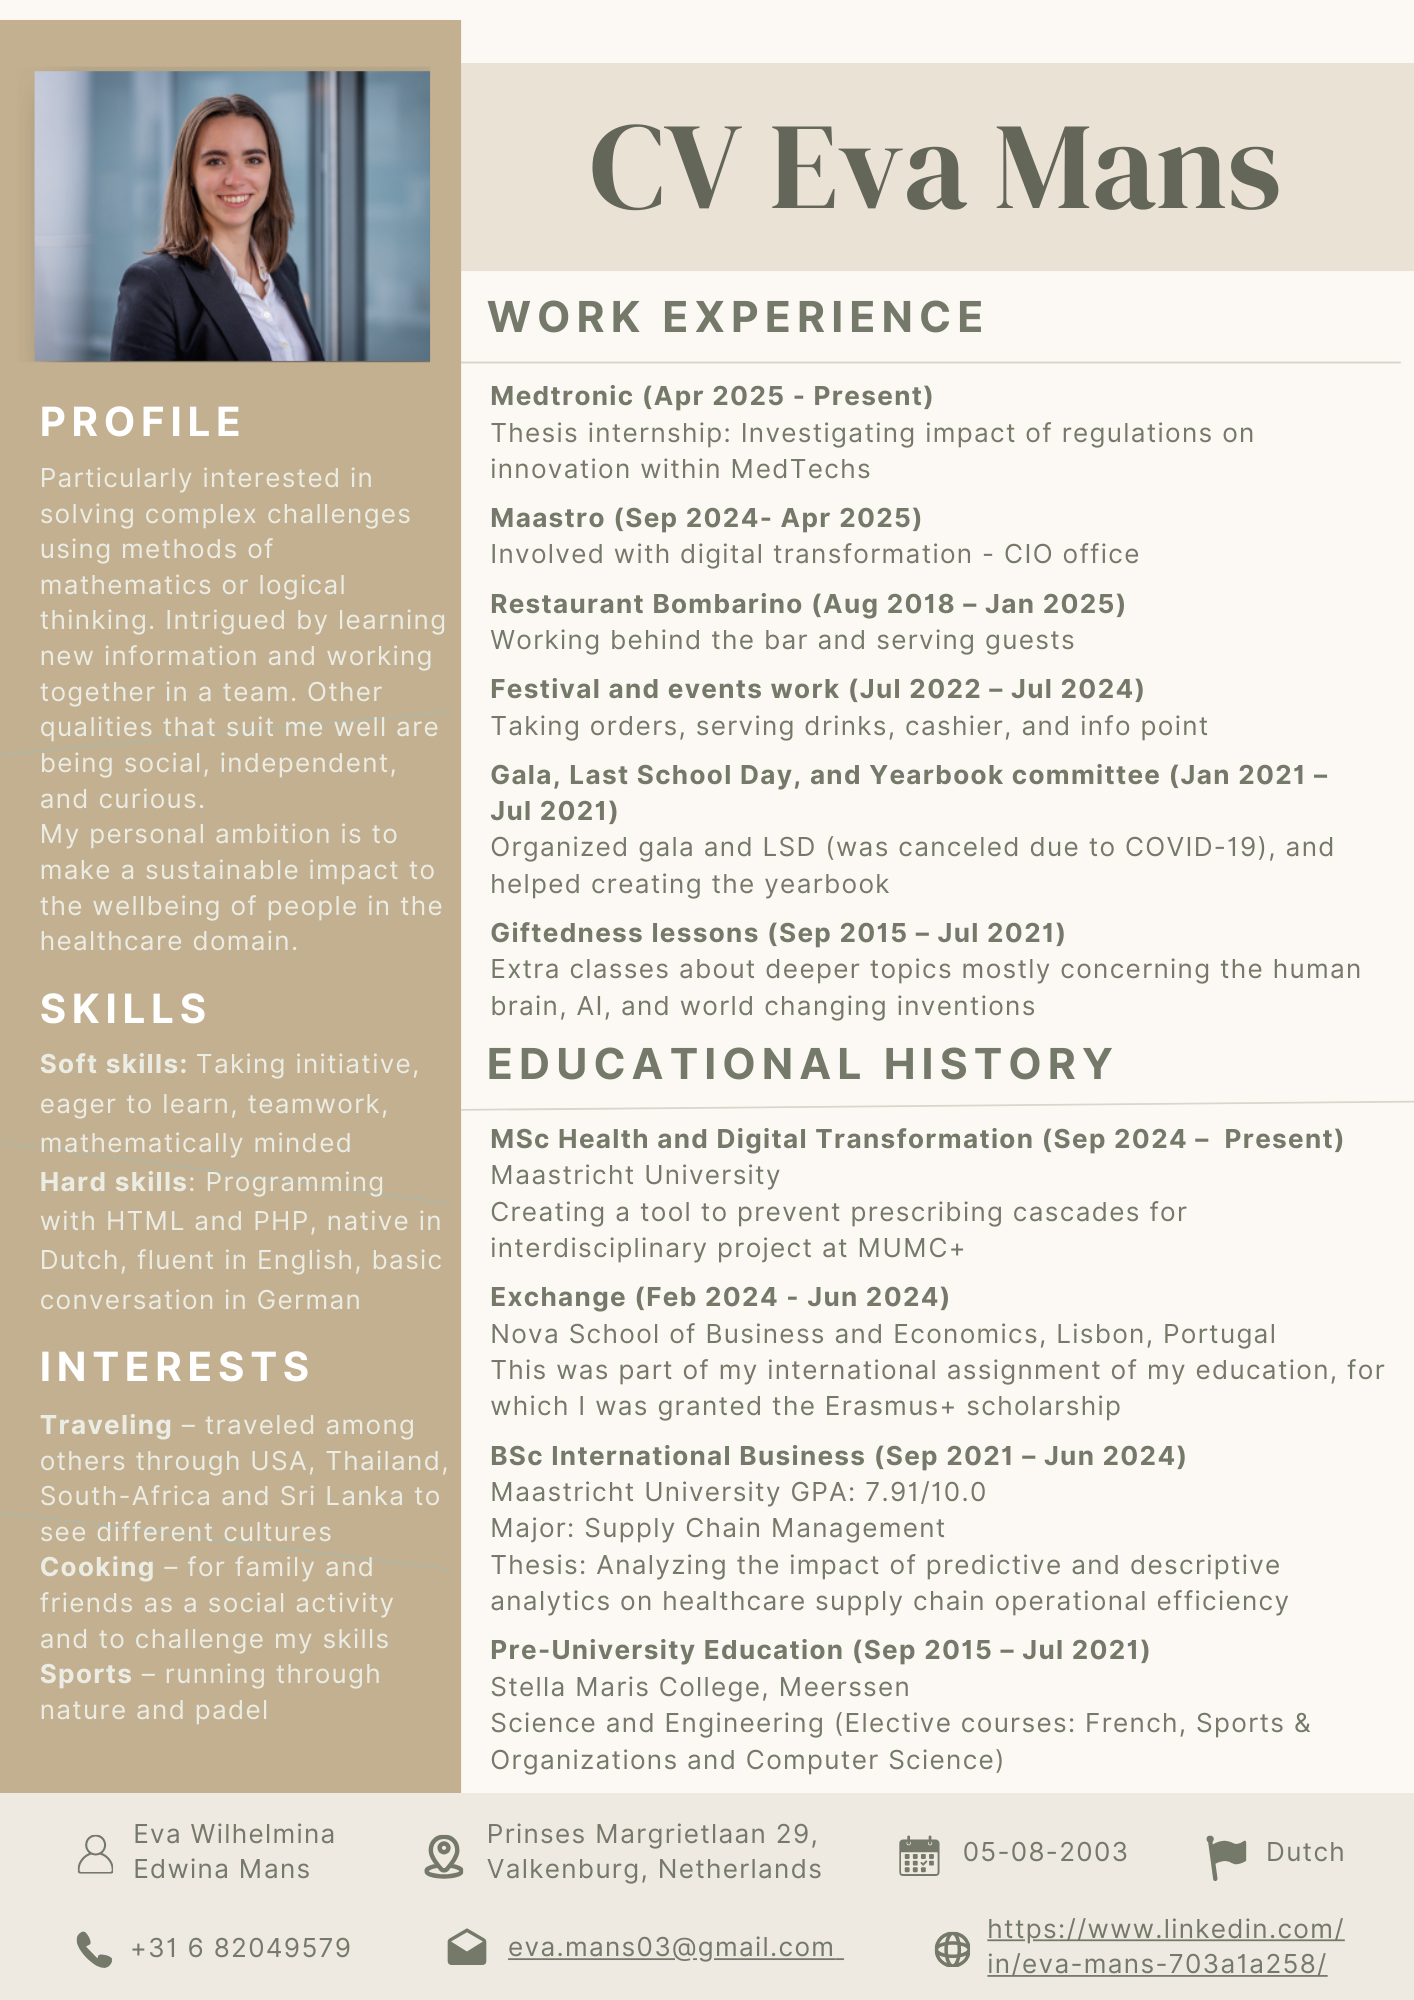 CV Eva Mans
PROFILE
Particularly interested in
solving complex challenges
using methods of
mathematics or logical
thinking. Intrigued by learning
new information and working
together in a team. Other
qualities that suit me well are
being social, independent,
and curious.
My personal ambition is to
make a sustainable impact to
the wellbeing of people in the
healthcare domain.
SKILLS
Soft skills: Taking initiative,
eager to learn, teamwork,
mathematically minded
Hard skills: Programming
with HTML and PHP, native in
Dutch, fluent in English, basic
conversation in German
INTERESTS
Traveling – traveled among
others through USA, Thailand,
South-Africa and Sri Lanka to
see different cultures
Cooking – for family and
friends as a social activity
and to challenge my skills
Sports – running through
nature and padel
WORK EXPERIENCE
Medtronic (Apr 2025 - Present)
Thesis internship: Investigating impact of regulations on
innovation within MedTechs
Maastro (Sep 2024- Apr 2025)
Involved with digital transformation - CIO office
Restaurant Bombarino (Aug 2018 – Jan 2025)
Working behind the bar and serving guests
Festival and events work (Jul 2022 – Jul 2024)
Taking orders, serving drinks, cashier, and info point
Gala, Last School Day, and Yearbook committee (Jan 2021 –
Jul 2021)
Organized gala and LSD (was canceled due to COVID-19), and
helped creating the yearbook
Giftedness lessons (Sep 2015 – Jul 2021)
Extra classes about deeper topics mostly concerning the human
brain, AI, and world changing inventions
EDUCATIONAL HISTORY
MSc Health and Digital Transformation (Sep 2024 – Present)
Maastricht University
Creating a tool to prevent prescribing cascades for
interdisciplinary project at MUMC+
Exchange (Feb 2024 - Jun 2024)
Nova School of Business and Economics, Lisbon, Portugal
This was part of my international assignment of my education, for
which I was granted the Erasmus+ scholarship
BSc International Business (Sep 2021 – Jun 2024)
Maastricht University GPA: 7.91/10.0
Major: Supply Chain Management
Thesis: Analyzing the impact of predictive and descriptive
analytics on healthcare supply chain operational efficiency
Pre-University Education (Sep 2015 – Jul 2021)
Stella Maris College, Meerssen
Science and Engineering (Elective courses: French, Sports &
Organizations and Computer Science)
Eva Wilhelmina
Edwina Mans
Prinses Margrietlaan 29,
Valkenburg, Netherlands
05-08-2003
Dutch
+31 6 82049579
eva.mans03@gmail.com
https://www.linkedin.com/
in/eva-mans-703a1a258/